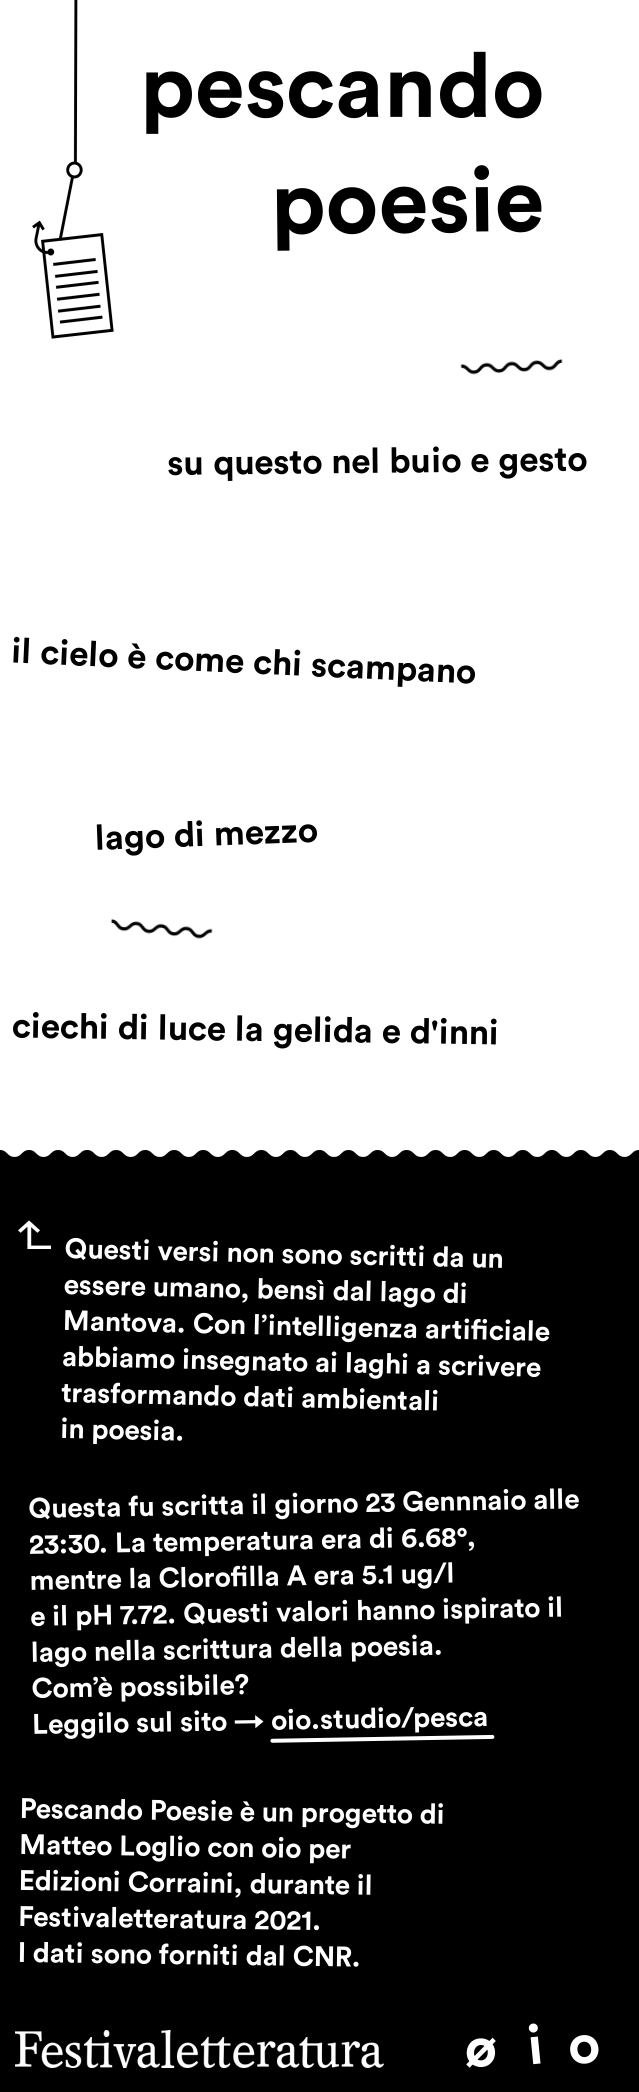 pescando
poesie
su questo nel buio e gesto
il cielo è come chi scampano
lago di mezzo
ciechi di luce la gelida e d'inni
Questi versi non sono scritti da un
essere umano, bensì dal lago di
Mantova. Con l’intelligenza artificiale
abbiamo insegnato ai laghi a scrivere
trasformando dati ambientali
in poesia.
Questa fu scritta il giorno 23 Gennnaio alle
23:30. La temperatura era di 6.68°,
mentre la Clorofilla A era 5.1 ug/l
e il pH 7.72. Questi valori hanno ispirato il
lago nella scrittura della poesia.
Com’è possibile?
Leggilo sul sito → oio.studio/pesca
Pescando Poesie è un progetto di
Matteo Loglio con oio per
Edizioni Corraini, durante il
Festivaletteratura 2021.
I dati sono forniti dal CNR.
Festivaletteratura ø i o